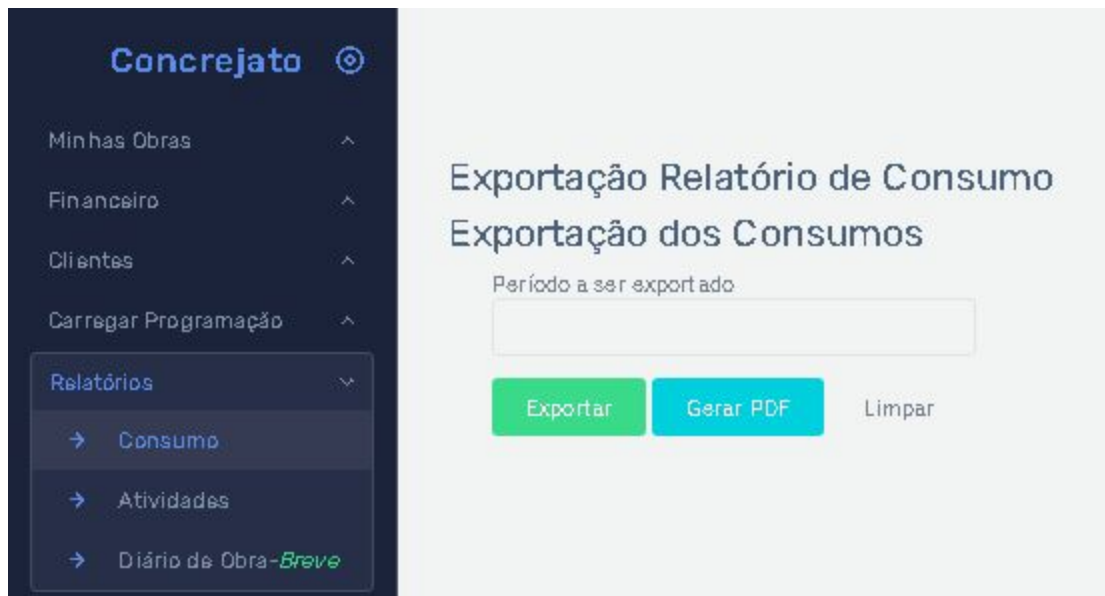 Concrejato
Minhas Obras
Financeiro
Clientes
Carregar Programação
Relatórios
Consumo
Atividades
Diário de Obra-Breve
Exportação Relatório de Consumo
Exportação dos Consumos
Período a ser exportado
Exportar
Gerar PDF
Limpar